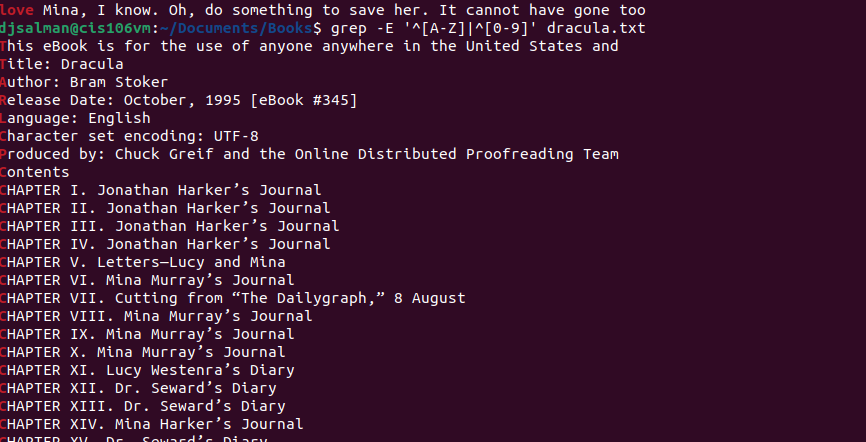 love Mina, I know. Oh, do something to save her. It cannot have gone too
djsalman@cis106vm:~/Documents/Books$ grep -E '^[A-Z]|^[0-9]' dracula.txt
This eBook is for the use of anyone anywhere in the United States and
Title: Dracula
Author: Bram Stoker
Release Date: October, 1995 [eBook #345]
Language: English
Character set encoding: UTF-8
Produced by: Chuck Greif and the Online Distributed Proofreading Team
Contents
CHAPTER I. Jonathan Harker’s Journal
CHAPTER II. Jonathan Harker’s Journal
CHAPTER III. Jonathan Harker’s Journal
CHAPTER IV. Jonathan Harker’s Journal
CHAPTER V. Letters—Lucy and Mina
CHAPTER VI. Mina Murray’s Journal
CHAPTER VII. Cutting from “The Dailygraph,” 8 August
CHAPTER VIII. Mina Murray’s Journal
CHAPTER IX. Mina Murray’s Journal
CHAPTER X. Mina Murray’s Journal
CHAPTER XI. Lucy Westenra’s Diary
CHAPTER XII. Dr. Seward’s Diary
CHAPTER XIII. Dr. Seward’s Diary
CHAPTER XIV. Mina Harker’s Journal
CHAPTER XV. Dr. Seward’s Diary